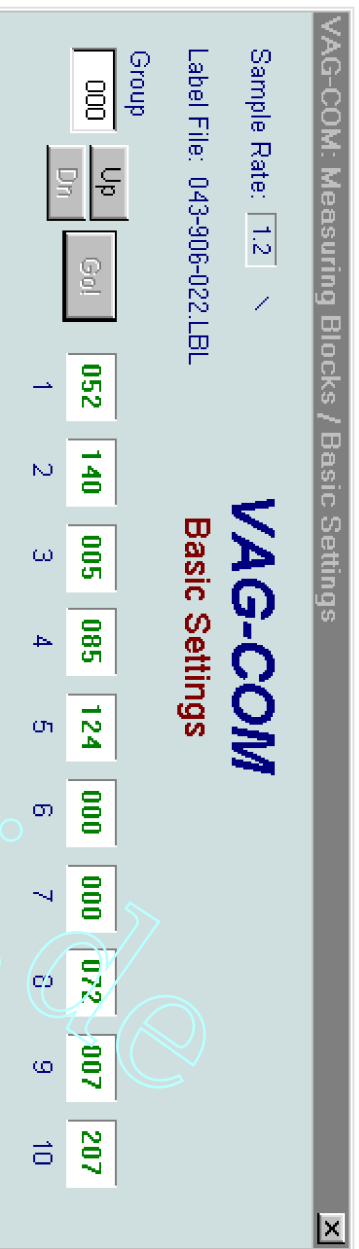 VAG-COM: Measuring Blocks / Basic Settings
Sample Rate: 1.2 \
VAG-COM
Label File: 043-906-022.LBL
Basic Settings
Group
000
Up
Dn
Go!
052 140 005 085 124 000 000 072 007 207
1 2 3 4 5 6 7 8 9 10